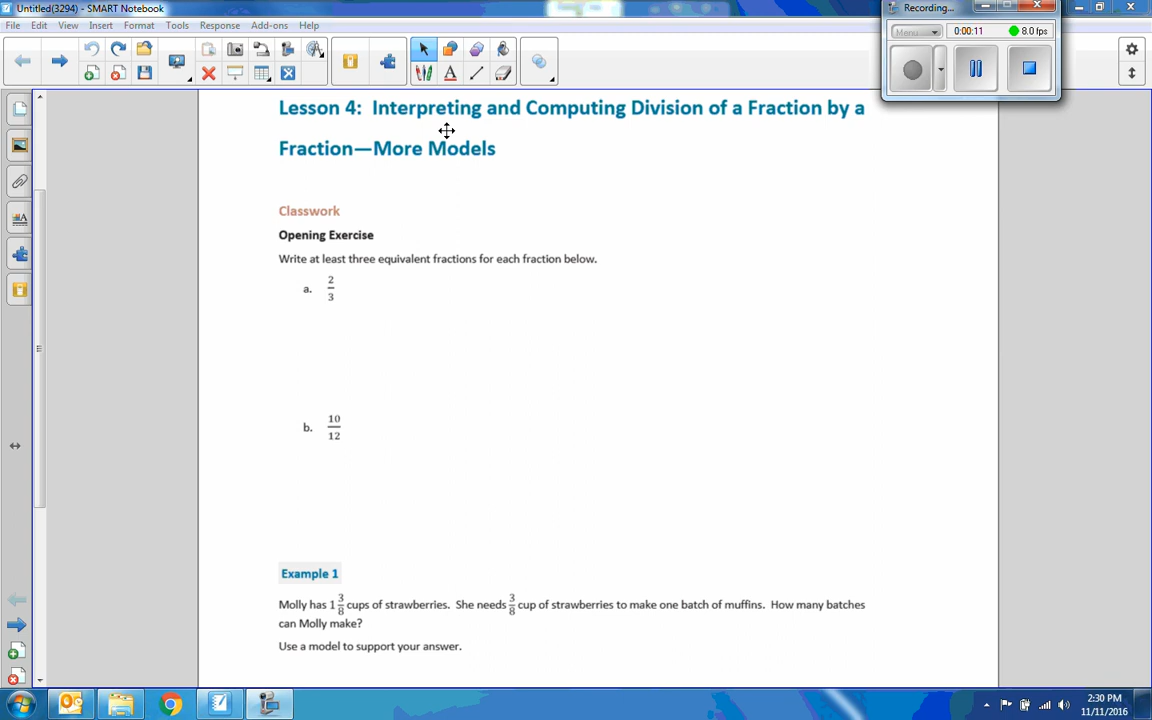 Untitled(3294) - SMART Notebook
Recording...
File Edit View Insert Format Tools Response Add-ons Help
Menu 0:00:11 8.0 fps
Lesson 4: Interpreting and Computing Division of a Fraction by a
Fraction—More Models
Classwork
Opening Exercise
Write at least three equivalent fractions for each fraction below.
a. 2/3
b. 10/12
Example 1
Molly has 1 3/8 cups of strawberries. She needs 3/8 cup of strawberries to make one batch of muffins. How many batches
can Molly make?
Use a model to support your answer.
2:30 PM
11/11/2016